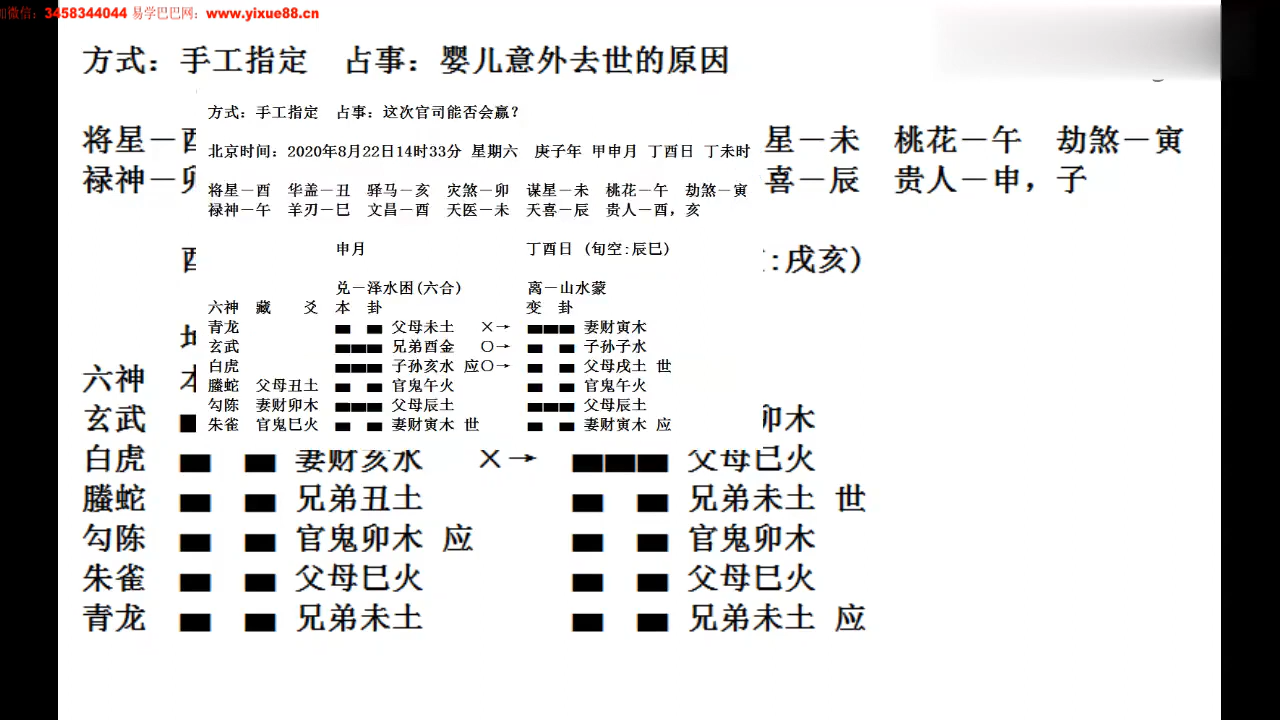 加微信：3458344044 易学巴巴网：www.yixue88.cn
方式：手工指定 占事：婴儿意外去世的原因
方式：手工指定 占事：这次官司能否会赢？
北京时间：2020年8月22日14时33分 星期六 庚子年 甲申月 丁酉日 丁未时
将星－酉 星－未 桃花－午 劫煞－寅
禄神－卯 喜－辰 贵人－申，子
将星－酉 华盖－丑 驿马－亥 灾煞－卯 谋星－未 桃花－午 劫煞－寅
禄神－午 羊刃－巳 文昌－酉 天医－未 天喜－辰 贵人－酉，亥
申月 丁酉日 (旬空:辰巳)
酉 :戌亥)
兑－泽水困(六合) 离－山水蒙
六神 藏 爻 本 卦 变 卦
青龙 父母未土 ×→ 妻财寅木
玄武 兄弟酉金 ○→ 子孙子水
白虎 子孙亥水 应○→ 父母戌土 世
螣蛇 父母丑土 官鬼午火 官鬼午火
勾陈 妻财卯木 父母辰土 父母辰土
朱雀 官鬼巳火 妻财寅木 世 妻财寅木 应
六神 本
玄武 卯木
白虎 妻财亥水 ×→ 父母巳火
螣蛇 兄弟丑土 兄弟未土 世
勾陈 官鬼卯木 应 官鬼卯木
朱雀 父母巳火 父母巳火
青龙 兄弟未土 兄弟未土 应